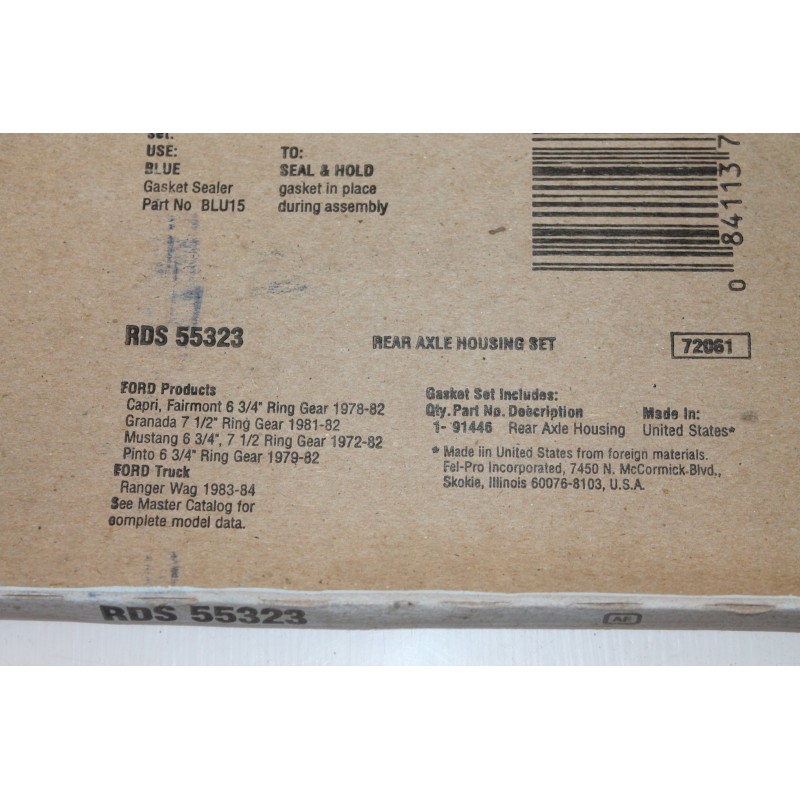 Set.
USE: TO:
BLUE SEAL & HOLD
Gasket Sealer gasket in place
Part No BLU15 during assembly
0 84113 7
RDS 55323 REAR AXLE HOUSING SET 72061
FORD Products
Capri, Fairmont 6 3/4" Ring Gear 1978-82
Granada 7 1/2" Ring Gear 1981-82
Mustang 6 3/4", 7 1/2 Ring Gear 1972-82
Pinto 6 3/4" Ring Gear 1979-82
FORD Truck
Ranger Wag 1983-84
See Master Catalog for
complete model data.
Gasket Set Includes:
Qty. Part No. Description Made In:
1- 91446 Rear Axle Housing United States*
* Made iin United States from foreign materials.
Fel-Pro Incorporated, 7450 N. McCormick Blvd.,
Skokie, Illinois 60076-8103, U.S.A.
RDS 55323 AF